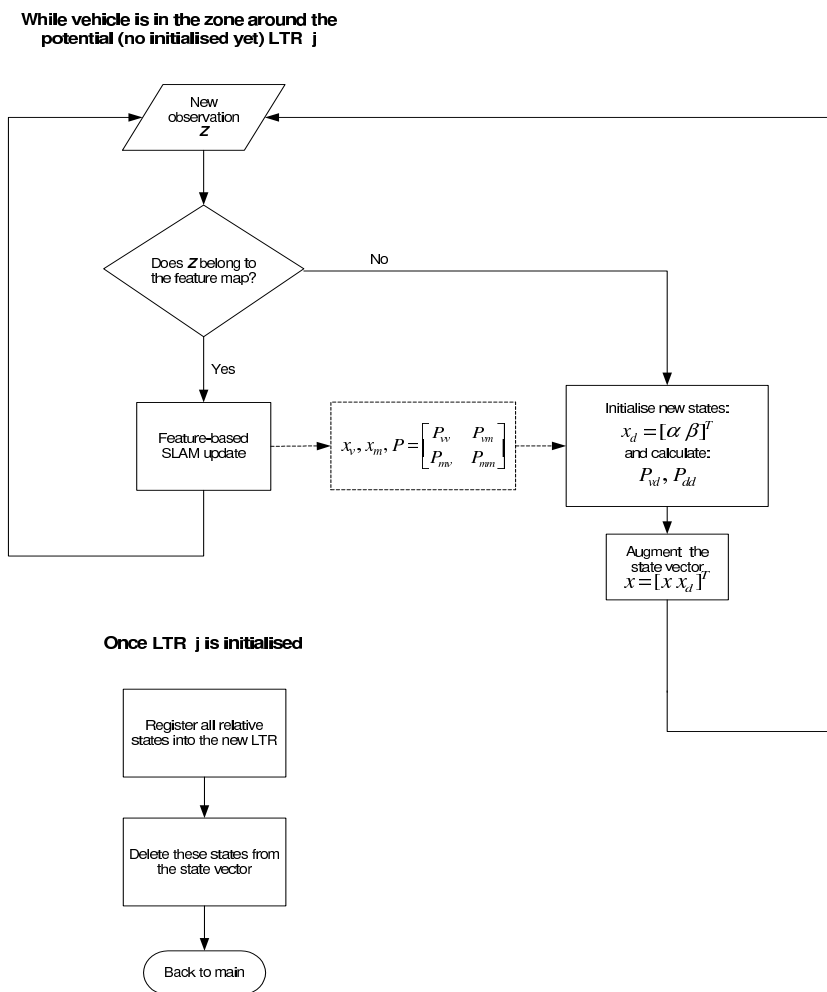 While vehicle is in the zone around the
potential (no initialised yet) LTR j
New
observation
Z
Does Z belong to
the feature map?
No
Yes
Feature-based
SLAM update
x_v, x_m, P = [P_vv P_vm
P_mv P_mm]
Initialise new states:
x_d = [α β]^T
and calculate:
P_vd, P_dd
Augment the
state vector
x = [x x_d]^T
Once LTR j is initialised
Register all relative
states into the new LTR
Delete these states from
the state vector
Back to main